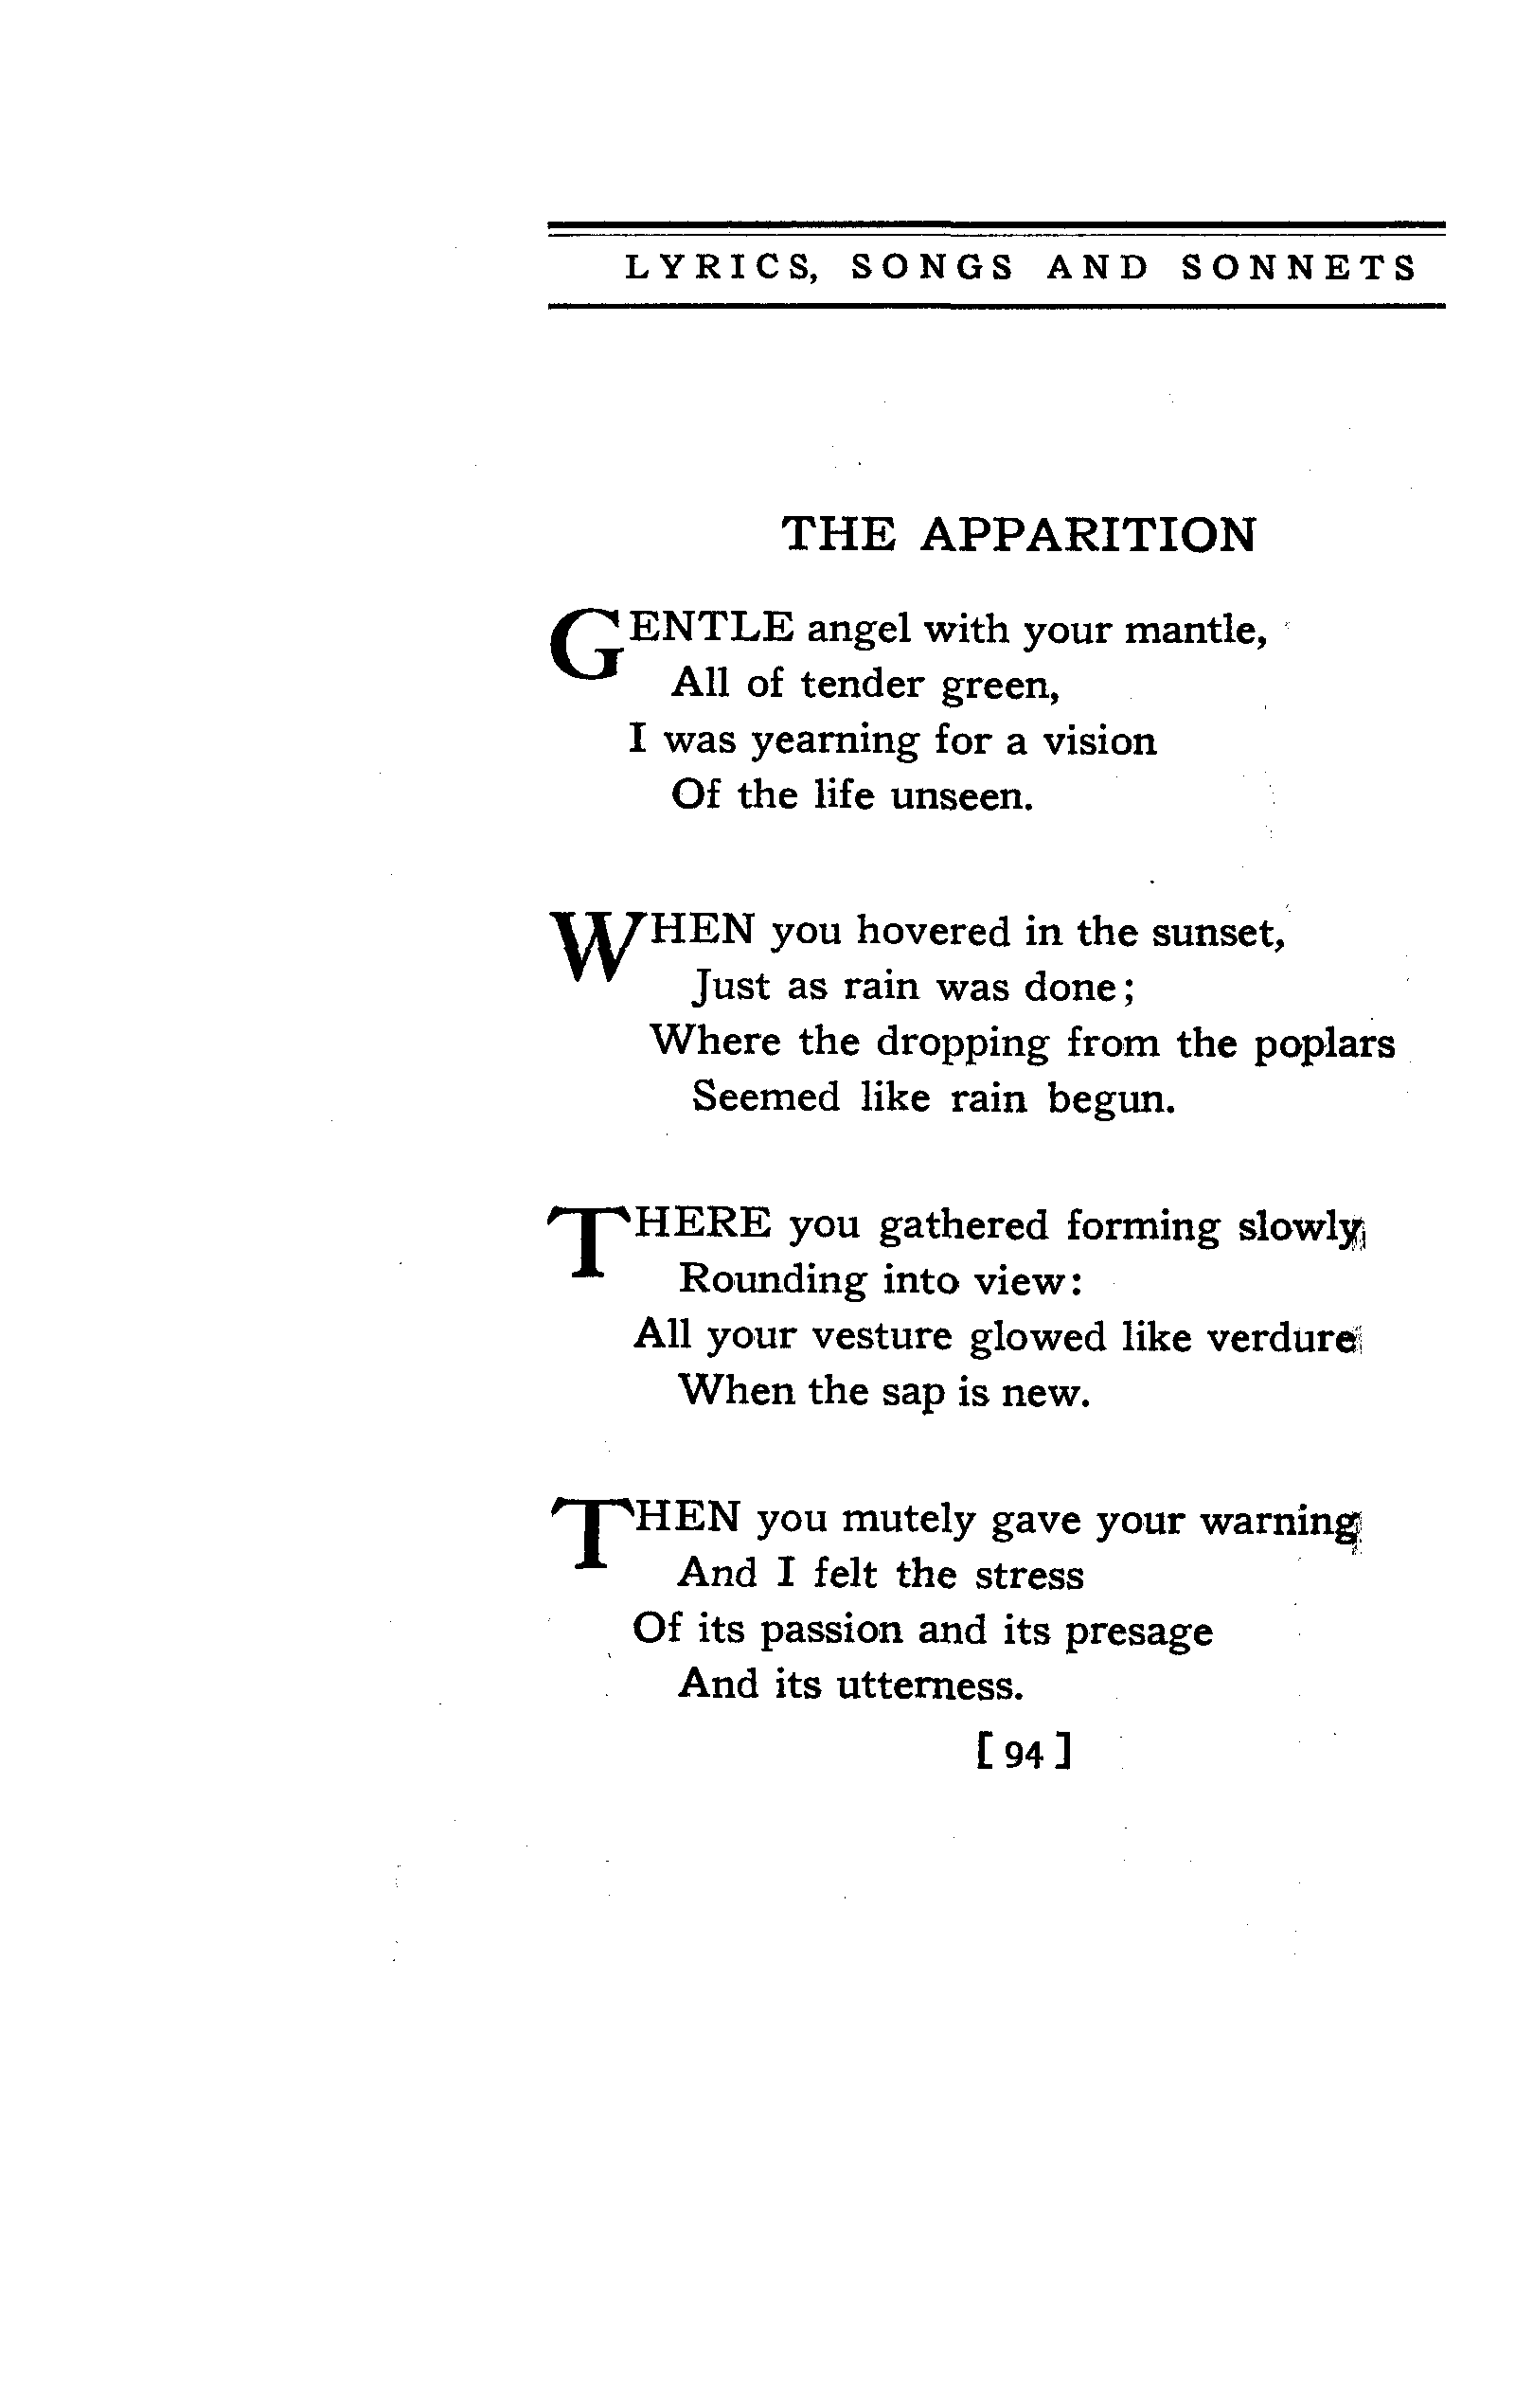 LYRICS, SONGS AND SONNETS
THE APPARITION
GENTLE angel with your mantle,
All of tender green,
I was yearning for a vision
Of the life unseen.
WHEN you hovered in the sunset,
Just as rain was done;
Where the dropping from the poplars
Seemed like rain begun.
THERE you gathered forming slowly,
Rounding into view:
All your vesture glowed like verdure
When the sap is new.
THEN you mutely gave your warning
And I felt the stress
Of its passion and its presage
And its utterness.
[94]